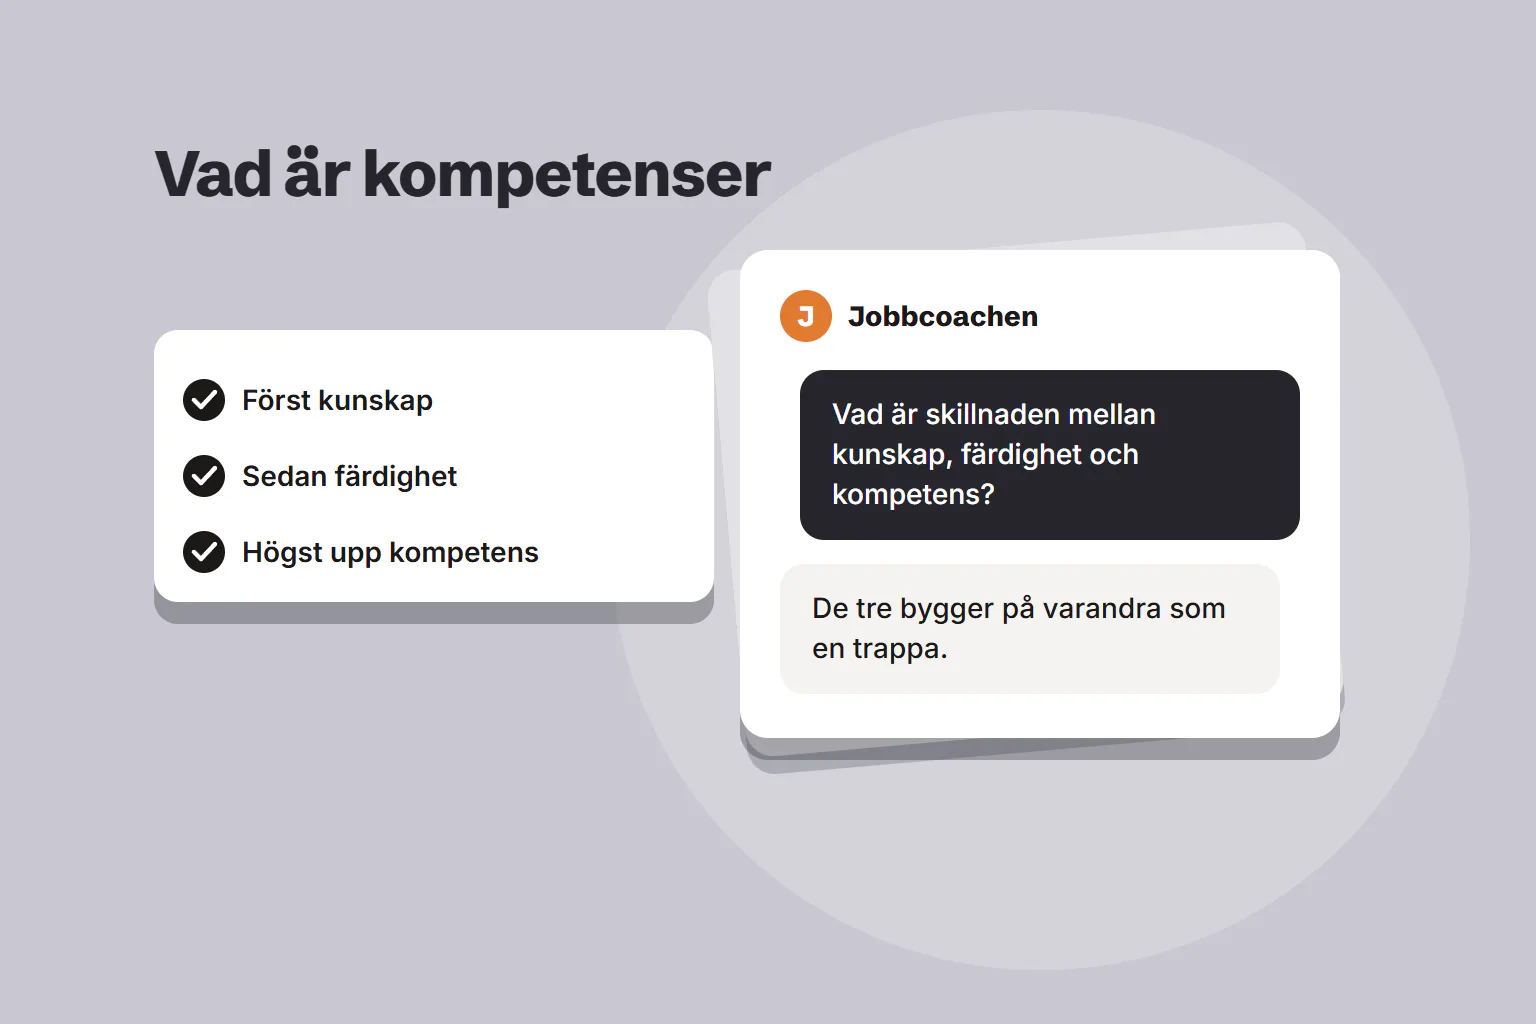 Vad är kompetenser
Först kunskap
Sedan färdighet
Högst upp kompetens
J
Jobbcoachen
Vad är skillnaden mellan
kunskap, färdighet och
kompetens?
De tre bygger på varandra som
en trappa.